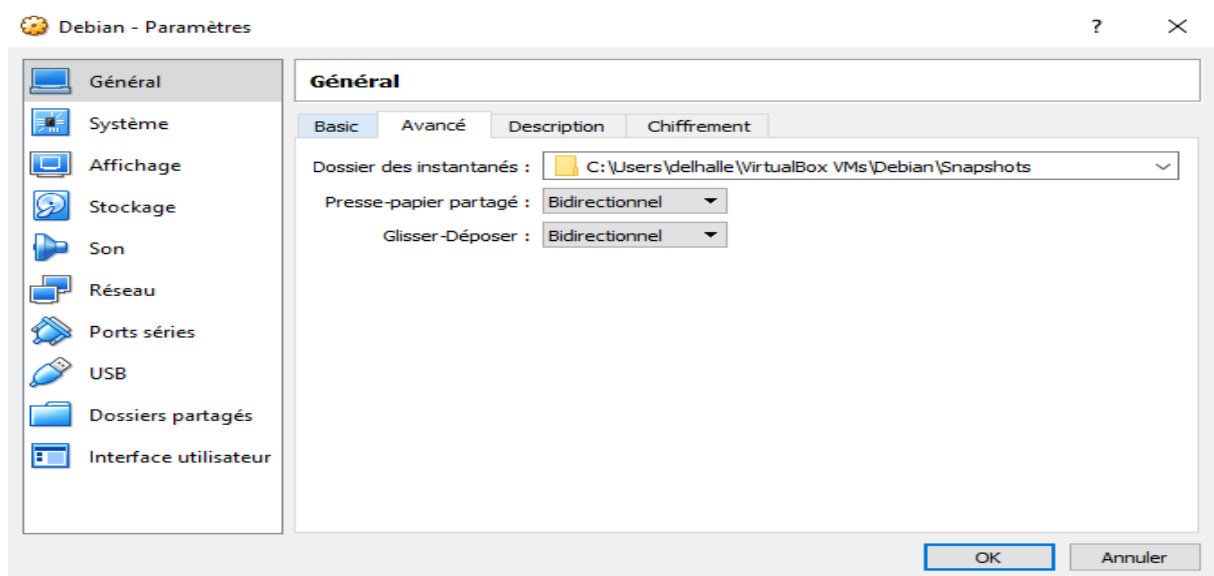 Debian - Paramètres
?
Général
Système
Affichage
Stockage
Son
Réseau
Ports séries
USB
Dossiers partagés
Interface utilisateur
Général
Basic Avancé Description Chiffrement
Dossier des instantanés : C:\Users\delhalle\VirtualBox VMs\Debian\Snapshots
Presse-papier partagé : Bidirectionnel
Glisser-Déposer : Bidirectionnel
OK Annuler